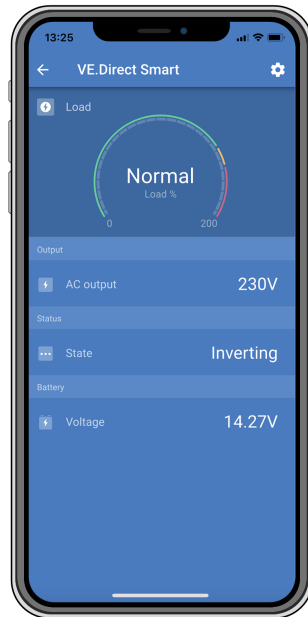 13:25
VE.Direct Smart
Load
Normal
Load %
0 200
Output
AC output 230V
Status
State Inverting
Battery
Voltage 14.27V